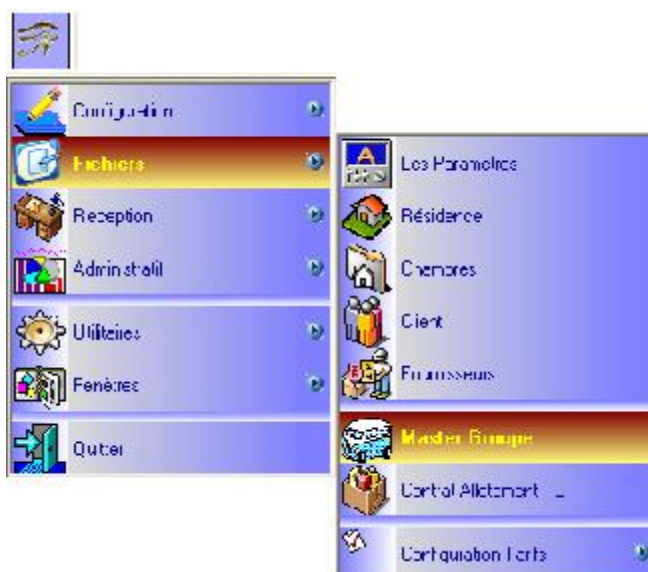 Configuration
Fichiers
Reception
Administratif
Utilitaires
Fenêtres
Quitter
Les Paramètres
Résidence
Chambres
Client
Fournisseurs
Master Groupe
Contrat Allotement
Configuration Tarifs